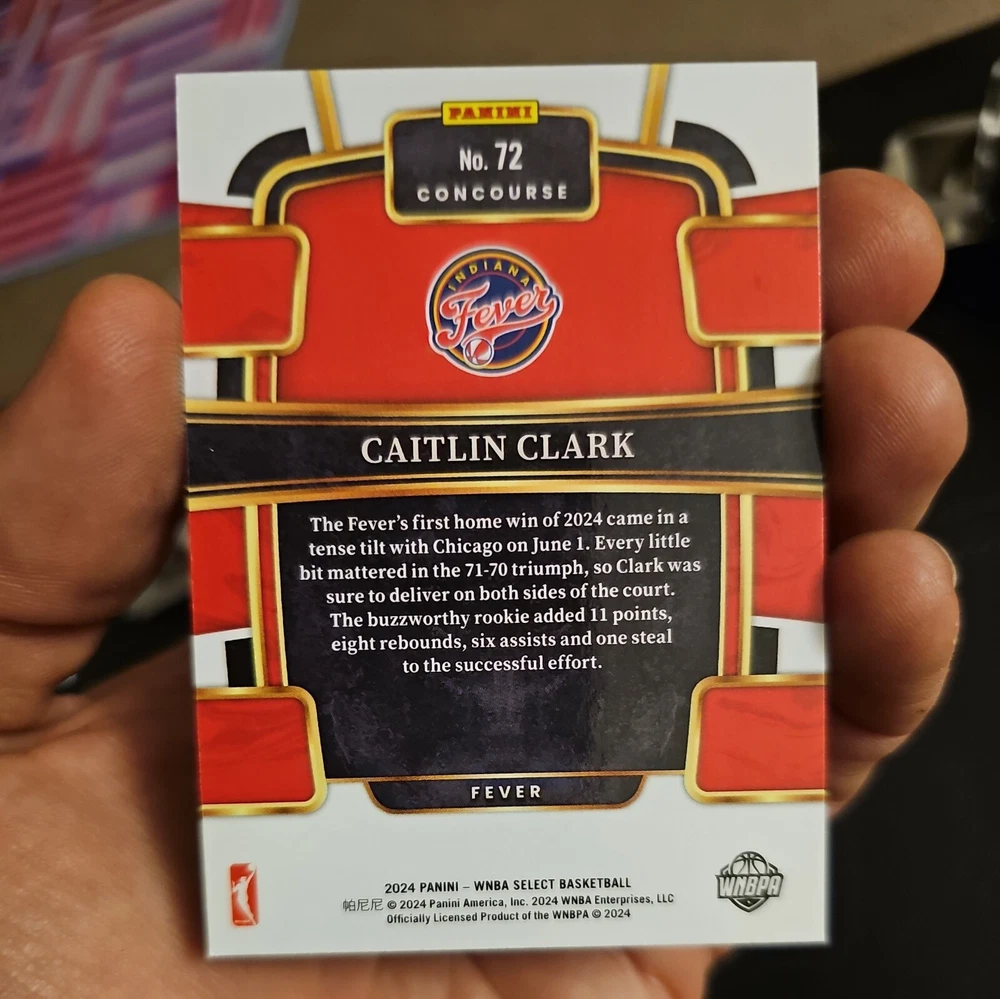 PANINI
No. 72
CONCOURSE
INDIANA
Fever
CAITLIN CLARK
The Fever's first home win of 2024 came in a
tense tilt with Chicago on June 1. Every little
bit mattered in the 71-70 triumph, so Clark was
sure to deliver on both sides of the court.
The buzzworthy rookie added 11 points,
eight rebounds, six assists and one steal
to the successful effort.
FEVER
2024 PANINI – WNBA SELECT BASKETBALL
帕尼尼 © 2024 Panini America, Inc. 2024 WNBA Enterprises, LLC
Officially Licensed Product of the WNBPA © 2024
WNBPA